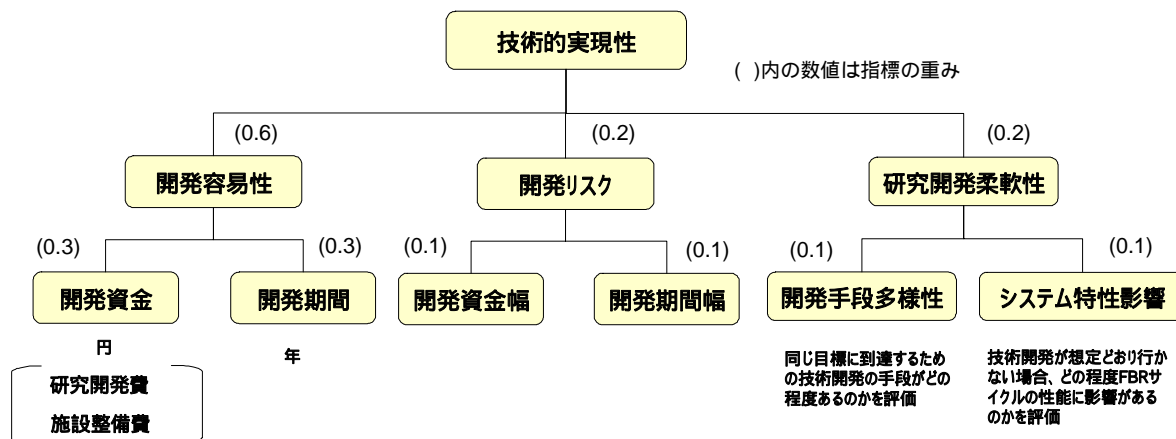 技術的実現性
( )内の数値は指標の重み
(0.6)
(0.2)
(0.2)
開発容易性
開発リスク
研究開発柔軟性
(0.3)
(0.3)
(0.1)
(0.1)
(0.1)
(0.1)
開発資金
開発期間
開発資金幅
開発期間幅
開発手段多様性
システム特性影響
円
年
研究開発費
施設整備費
同じ目標に到達するため
の技術開発の手段がどの
程度あるのかを評価
技術開発が想定どおり行か
ない場合、どの程度FBRサ
イクルの性能に影響がある
のかを評価